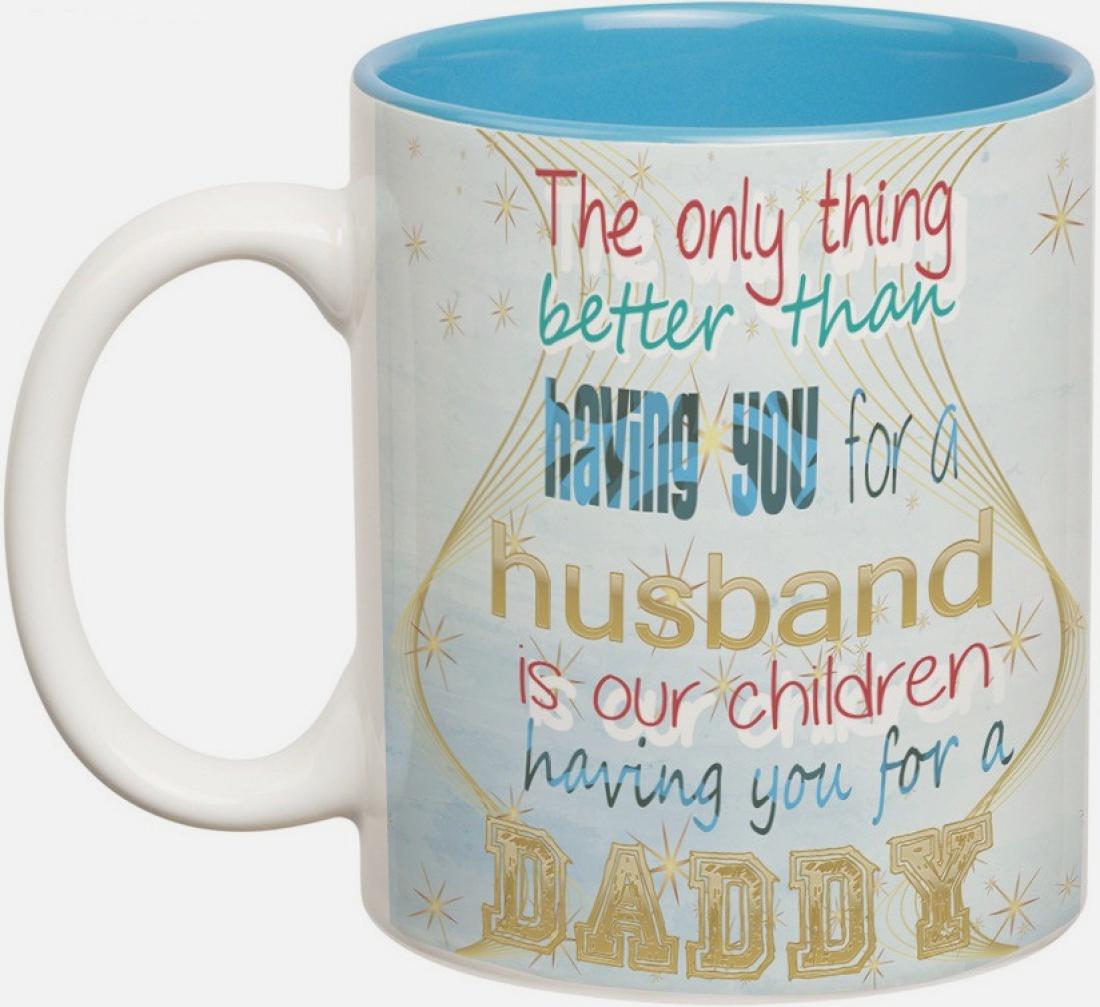 The only thing
better than
having you for a
husband
is our children
having you for a
DADDY